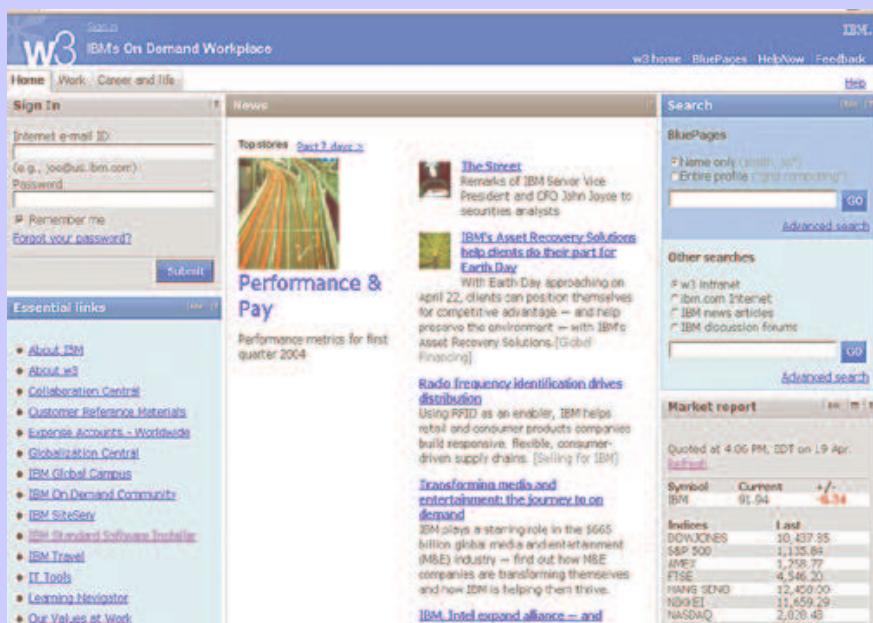 Sign in
w3
IBM's On Demand Workplace
IBM.
w3 home BluePages HelpNow Feedback
Home Work Career and life
Help
Sign In
Internet e-mail ID
(e.g., joe@us.ibm.com)
Password
Remember me
Forgot your password?
Submit
Essential links
About IBM
About w3
Collaboration Central
Customer Reference Materials
Expense Accounts - Worldwide
Globalization Central
IBM Global Campus
IBM On Demand Community
IBM SiteServ
IBM Standard Software Installer
IBM Travel
IT Tools
Learning Navigator
Our Values at Work
News
Top stories Past 7 days >
Performance &
Pay
Performance metrics for first
quarter 2004
The Street
Remarks of IBM Senior Vice
President and CFO John Joyce to
securities analysts
IBM's Asset Recovery Solutions
help clients do their part for
Earth Day
With Earth Day approaching on
april 22, clients can position themselves
for competitive advantage — and help
preserve the environment — with IBM's
Asset Recovery Solutions. [Global
Financing]
Radio frequency identification drives
distribution
Using RFID as an enabler, IBM helps
retail and consumer products companies
build responsive, flexible, consumer-
driven supply chains. [Selling for IBM]
Transforming media and
entertainment: the journey to on
demand
IBM plays a starring role in the $665
billion global media and entertainment
(M&E) industry — find out how M&E
companies are transforming themselves
and how IBM is helping them thrive.
IBM, Intel expand alliance — and
Search
BluePages
Name only (smith, jo*)
Entire profile ("grid computing")
GO
Advanced search
Other searches
w3 Intranet
ibm.com Internet
IBM news articles
IBM discussion forums
GO
Advanced search
Market report
Quoted at 4:06 PM, EDT on 19 Apr.
Refresh
Symbol Current +/-
IBM 91.94
Indices Last
DOWJONES 10,437.85
S&P 500 1,135.84
AMEX 1,258.77
FTSE 4,546.20
HANG SENG 12,450.00
NIKKEI 11,659.29
NASDAQ 2,020.43